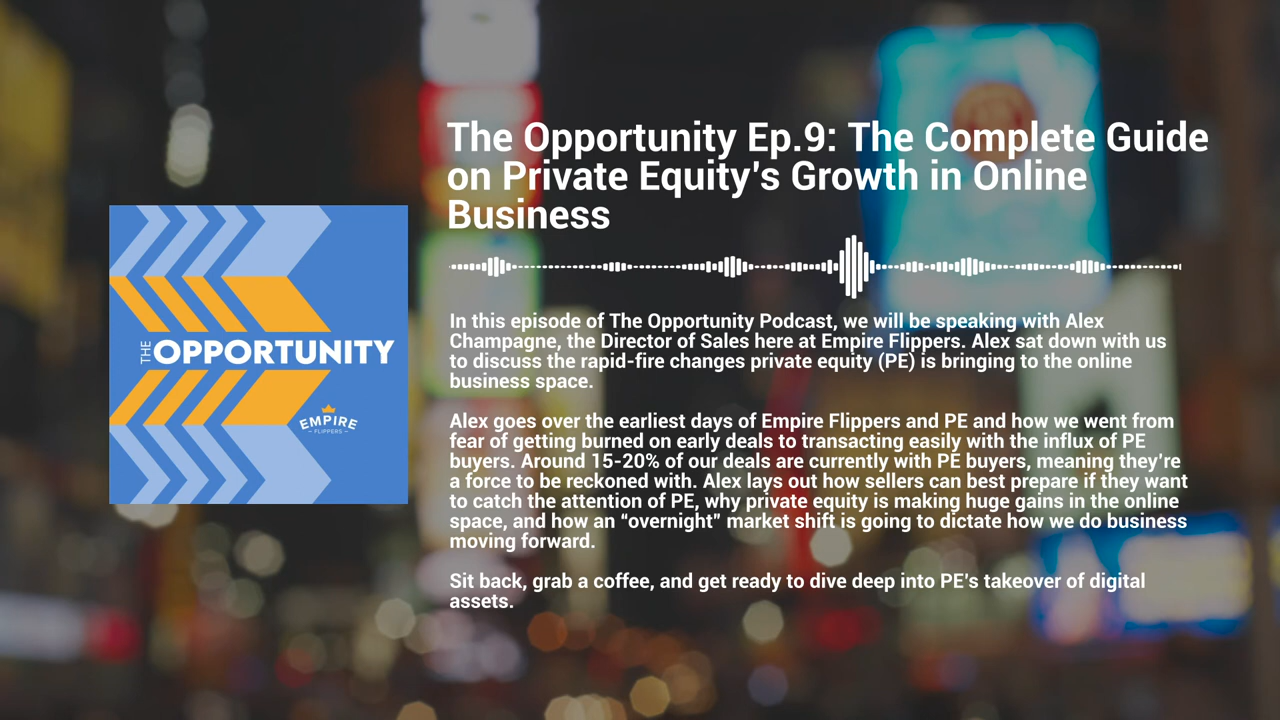 The Opportunity Ep.9: The Complete Guide
on Private Equity's Growth in Online
Business
THE
OPPORTUNITY
EMPIRE
FLIPPERS
In this episode of The Opportunity Podcast, we will be speaking with Alex
Champagne, the Director of Sales here at Empire Flippers. Alex sat down with us
to discuss the rapid-fire changes private equity (PE) is bringing to the online
business space.
Alex goes over the earliest days of Empire Flippers and PE and how we went from
fear of getting burned on early deals to transacting easily with the influx of PE
buyers. Around 15-20% of our deals are currently with PE buyers, meaning they're
a force to be reckoned with. Alex lays out how sellers can best prepare if they want
to catch the attention of PE, why private equity is making huge gains in the online
space, and how an “overnight” market shift is going to dictate how we do business
moving forward.
Sit back, grab a coffee, and get ready to dive deep into PE's takeover of digital
assets.